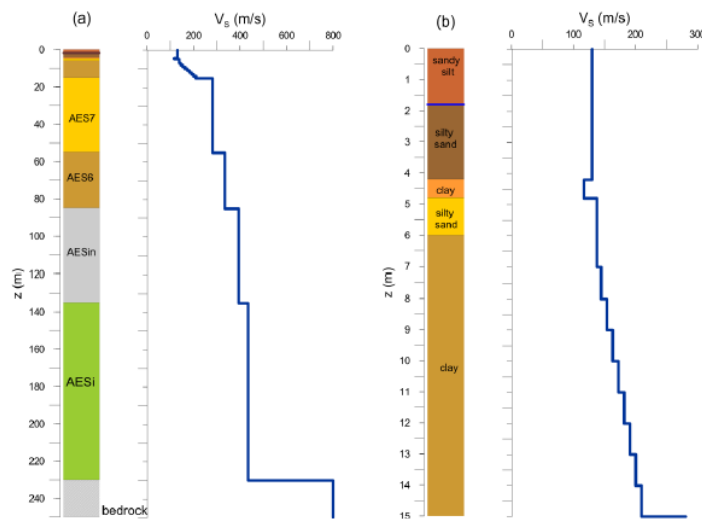 (a)
V_S (m/s)
0 200 400 600 800
z (m)
0
20
40
60
80
100
120
140
160
180
200
220
240
AES7
AES6
AESin
AESi
bedrock
(b)
V_S (m/s)
0 100 200 300
z (m)
0
1
2
3
4
5
6
7
8
9
10
11
12
13
14
15
sandy
silt
silty
sand
clay
silty
sand
clay